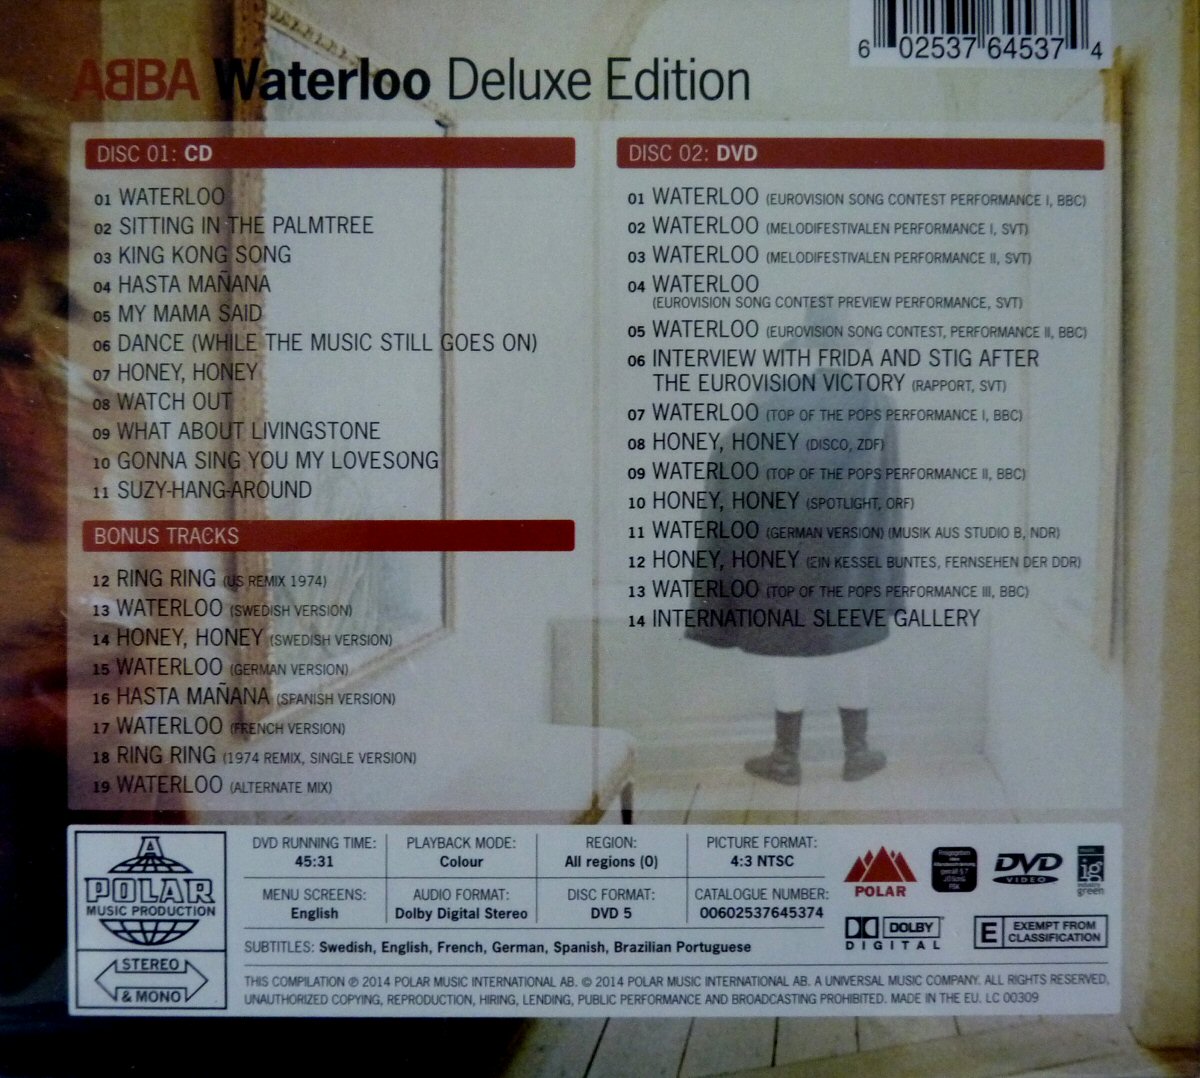 6 02537 64537 4
ABBA Waterloo Deluxe Edition
DISC 01: CD
01 WATERLOO
02 SITTING IN THE PALMTREE
03 KING KONG SONG
04 HASTA MAÑANA
05 MY MAMA SAID
06 DANCE (WHILE THE MUSIC STILL GOES ON)
07 HONEY, HONEY
08 WATCH OUT
09 WHAT ABOUT LIVINGSTONE
10 GONNA SING YOU MY LOVESONG
11 SUZY-HANG-AROUND
BONUS TRACKS
12 RING RING (US REMIX 1974)
13 WATERLOO (SWEDISH VERSION)
14 HONEY, HONEY (SWEDISH VERSION)
15 WATERLOO (GERMAN VERSION)
16 HASTA MAÑANA (SPANISH VERSION)
17 WATERLOO (FRENCH VERSION)
18 RING RING (1974 REMIX, SINGLE VERSION)
19 WATERLOO (ALTERNATE MIX)
DISC 02: DVD
01 WATERLOO (EUROVISION SONG CONTEST PERFORMANCE I, BBC)
02 WATERLOO (MELODIFESTIVALEN PERFORMANCE I, SVT)
03 WATERLOO (MELODIFESTIVALEN PERFORMANCE II, SVT)
04 WATERLOO
(EUROVISION SONG CONTEST PREVIEW PERFORMANCE, SVT)
05 WATERLOO (EUROVISION SONG CONTEST, PERFORMANCE II, BBC)
06 INTERVIEW WITH FRIDA AND STIG AFTER
THE EUROVISION VICTORY (RAPPORT, SVT)
07 WATERLOO (TOP OF THE POPS PERFORMANCE I, BBC)
08 HONEY, HONEY (DISCO, ZDF)
09 WATERLOO (TOP OF THE POPS PERFORMANCE II, BBC)
10 HONEY, HONEY (SPOTLIGHT, ORF)
11 WATERLOO (GERMAN VERSION) (MUSIK AUS STUDIO B, NDR)
12 HONEY, HONEY (EIN KESSEL BUNTES, FERNSEHEN DER DDR)
13 WATERLOO (TOP OF THE POPS PERFORMANCE III, BBC)
14 INTERNATIONAL SLEEVE GALLERY
A
POLAR
MUSIC PRODUCTION
STEREO
& MONO
DVD RUNNING TIME:
45:31
PLAYBACK MODE:
Colour
REGION:
All regions (0)
PICTURE FORMAT:
4:3 NTSC
MENU SCREENS:
English
AUDIO FORMAT:
Dolby Digital Stereo
DISC FORMAT:
DVD 5
CATALOGUE NUMBER:
00602537645374
SUBTITLES: Swedish, English, French, German, Spanish, Brazilian Portuguese
POLAR
Freigegeben
ohne
Altersbeschränkung
gemäß § 7
JÖSchG
FSK
DVD
VIDEO
music
ig
industry
green
DOLBY
DIGITAL
E EXEMPT FROM
CLASSIFICATION
THIS COMPILATION ℗ 2014 POLAR MUSIC INTERNATIONAL AB. © 2014 POLAR MUSIC INTERNATIONAL AB. A UNIVERSAL MUSIC COMPANY. ALL RIGHTS RESERVED,
UNAUTHORIZED COPYING, REPRODUCTION, HIRING, LENDING, PUBLIC PERFORMANCE AND BROADCASTING PROHIBITED. MADE IN THE EU. LC 00309